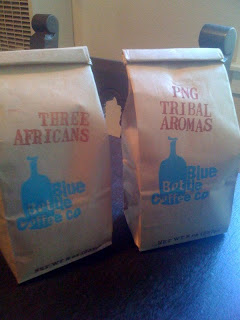 THREE
AFRICANS
Blue
Bottle
Coffee Co
PNG
TRIBAL
AROMAS
Blue
Bottle
Coffee Co